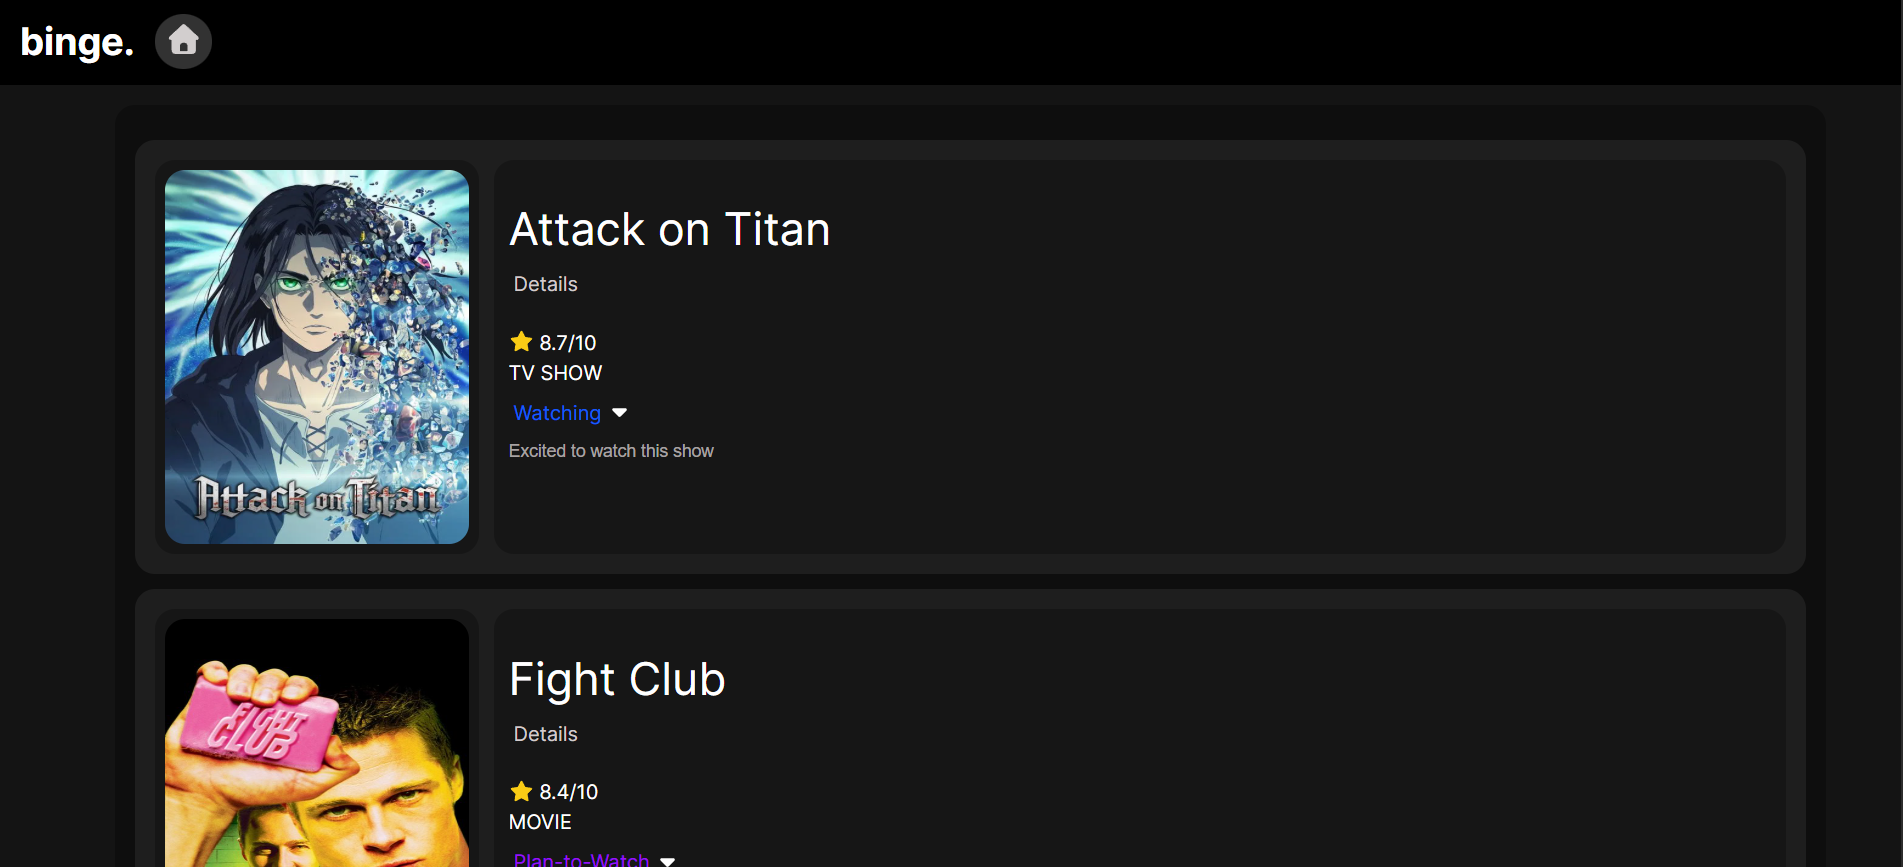 binge.
Attack on Titan
Attack on Titan
Details
8.7/10
TV SHOW
Watching
Excited to watch this show
FIGHT
CLUB
Fight Club
Details
8.4/10
MOVIE
Plan-to-Watch